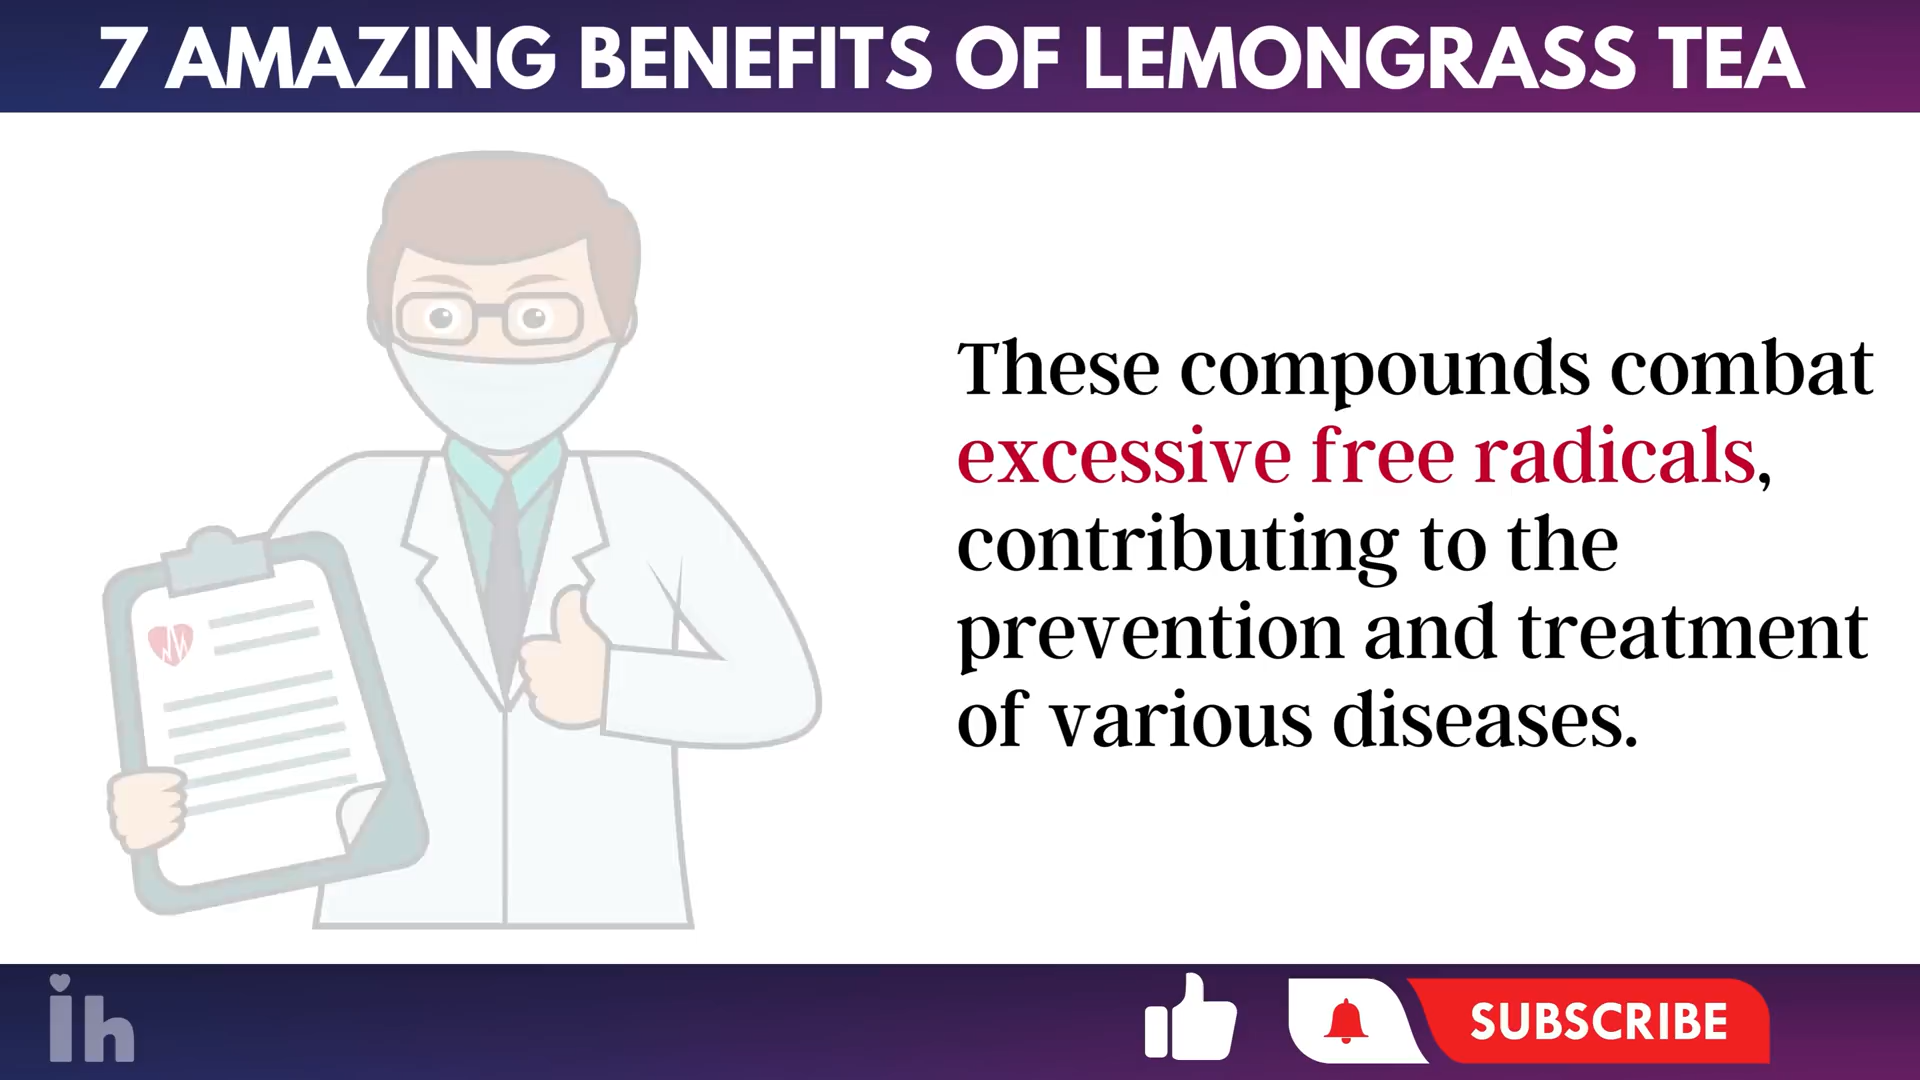 7 AMAZING BENEFITS OF LEMONGRASS TEA
These compounds combat
excessive free radicals,
contributing to the
prevention and treatment
of various diseases.
ih
SUBSCRIBE